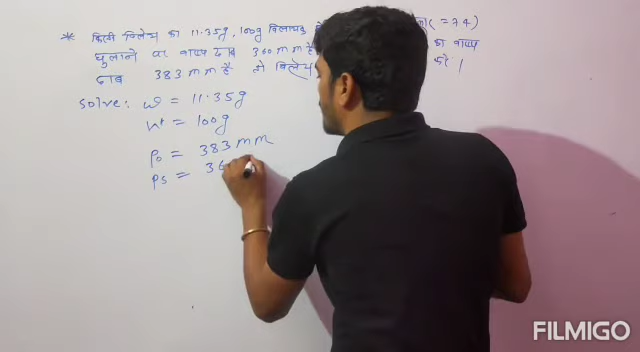 * किसी विलेय का 11.35g, 100g विलायक = 74)
घुलाने पर वाष्प दाब 360 mm है का वाष्प
दाब 383 mm है तो विलेय करे |
Solve: w = 11.35g
W = 100g
p₀ = 383 mm
ps = 36
FILMIGO